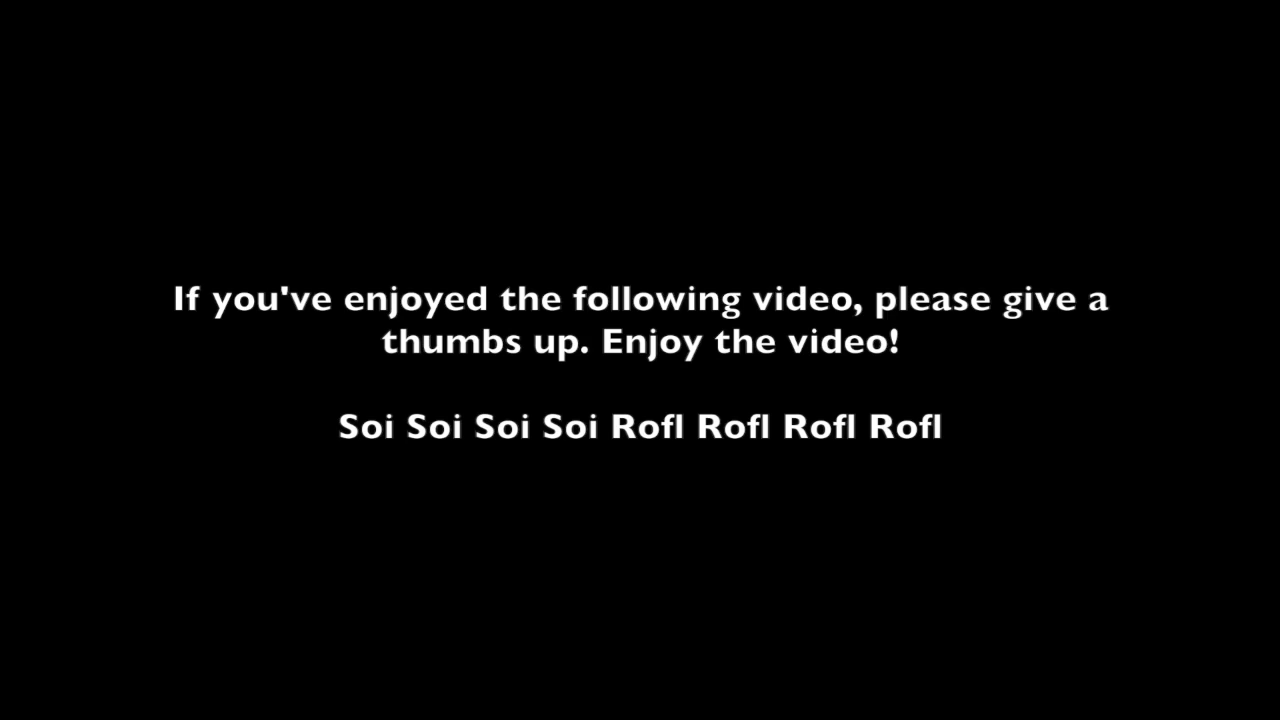 If you've enjoyed the following video, please give a
thumbs up. Enjoy the video!
Soi Soi Soi Soi Rofl Rofl Rofl Rofl